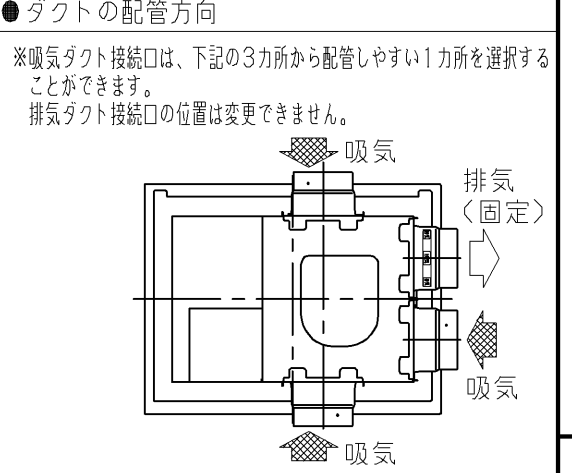 ●ダクトの配管方向
※吸気ダクト接続口は、下記の3カ所から配管しやすい1カ所を選択する
ことができます。
排気ダクト接続口の位置は変更できません。
吸気
排気
(固定)
吸気
吸気